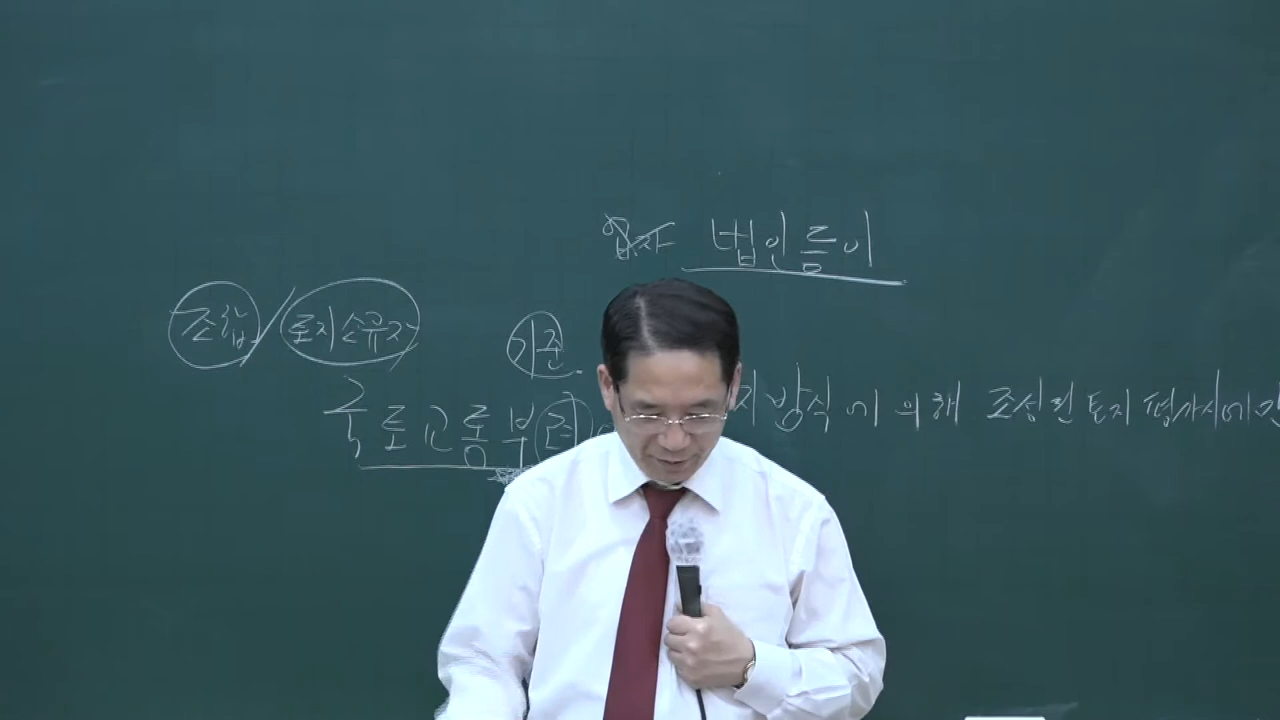 법인등이
조합/토지소유자
기준.
국토교통부
방식에 의해 조성된 토지 평가시에